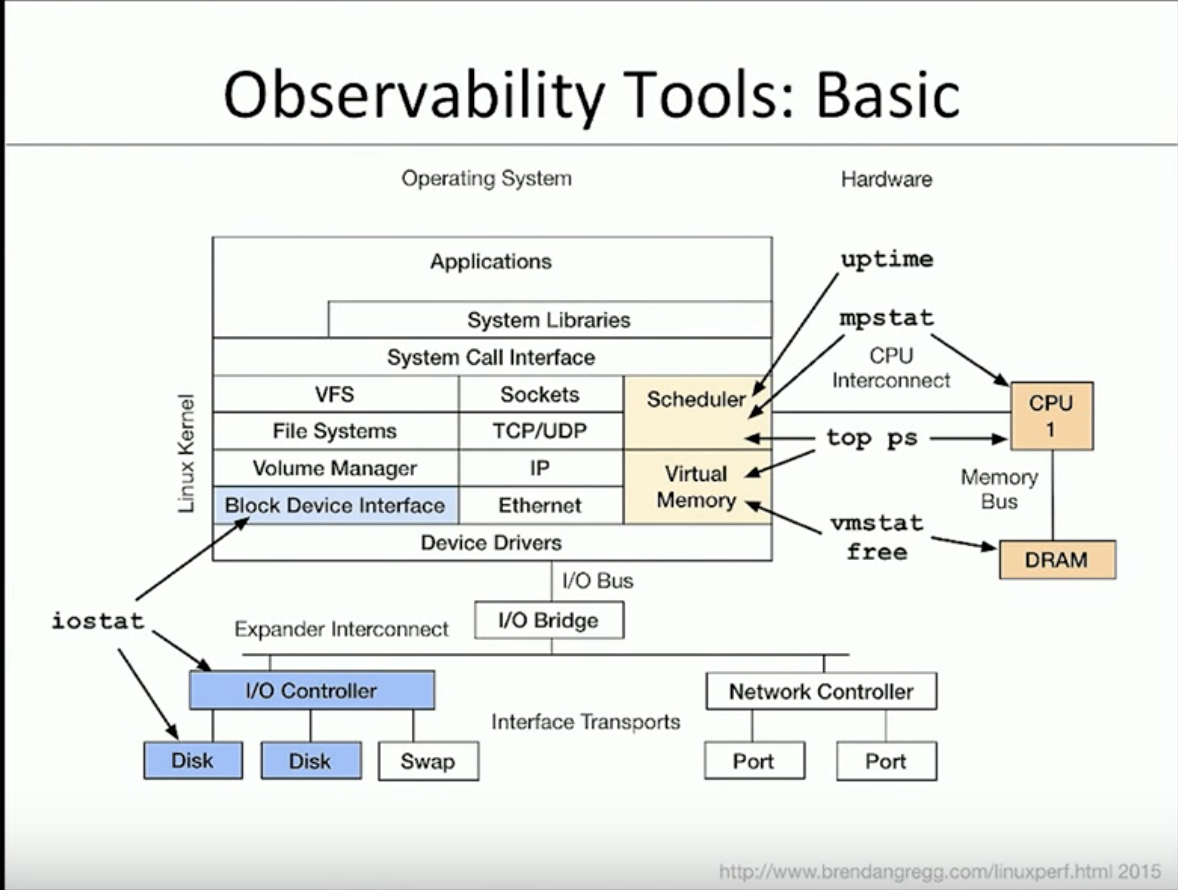 Observability Tools: Basic
Operating System
Hardware
Applications
System Libraries
System Call Interface
VFS
Sockets
Scheduler
File Systems
TCP/UDP
Volume Manager
IP
Virtual
Memory
Block Device Interface
Ethernet
Device Drivers
Linux Kernel
uptime
mpstat
CPU
Interconnect
CPU
1
top ps
Memory
Bus
vmstat
free
DRAM
I/O Bus
I/O Bridge
iostat
Expander Interconnect
I/O Controller
Network Controller
Interface Transports
Disk
Disk
Swap
Port
Port
http://www.brendangregg.com/linuxperf.html 2015